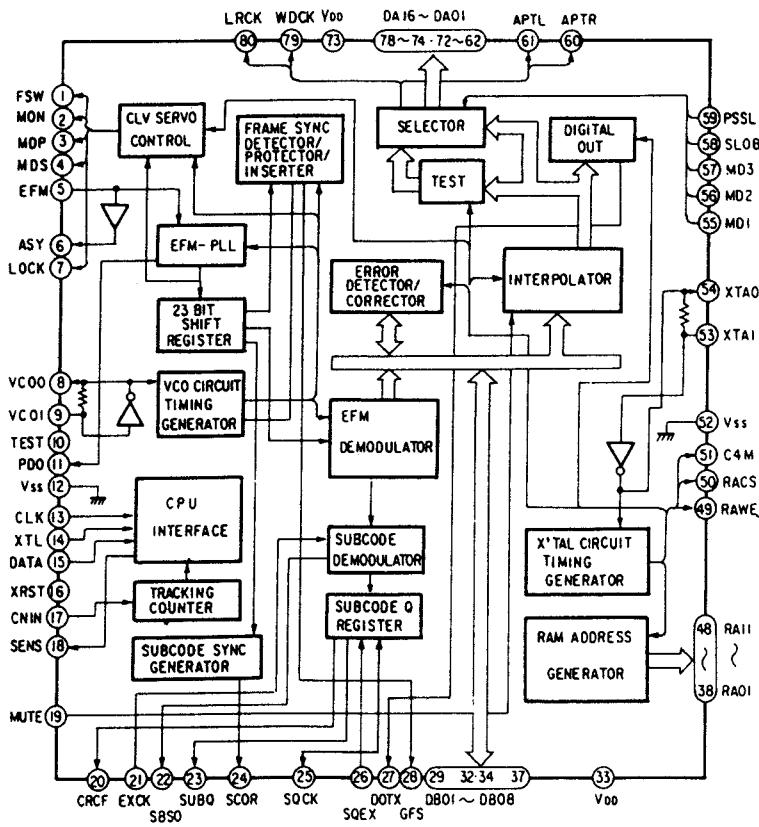 LRCK WDCK VDD DA16~DA01 APTL APTR
80 79 73 78~74·72~62 61 60
FSW 1
MON 2
MDP 3
MDS 4
EFM 5
ASY 6
LOCK 7
VCO0 8
VCO1 9
TEST 10
PDO 11
Vss 12
CLK 13
XTL 14
DATA 15
XRST 16
CNIN 17
SENS 18
MUTE 19
CLV SERVO
CONTROL
FRAME SYNC
DETECTOR/
PROTECTOR/
INSERTER
SELECTOR
DIGITAL
OUT
TEST
EFM-PLL
ERROR
DETECTOR/
CORRECTOR
INTERPOLATOR
23 BIT
SHIFT
REGISTER
VCO CIRCUIT
TIMING
GENERATOR
EFM
DEMODULATOR
CPU
INTERFACE
SUBCODE
DEMODULATOR
X'TAL CIRCUIT
TIMING
GENERATOR
TRACKING
COUNTER
SUBCODE Q
REGISTER
SUBCODE SYNC
GENERATOR
RAM ADDRESS
GENERATOR
59 PSSL
58 SLOB
57 MD3
56 MD2
55 MD1
54 XTAO
53 XTAI
52 Vss
51 C4M
50 RACS
49 RAWE
48 RA11
~
38 RA01
20 21 22 23 24 25 26 27 28 29 32·34 37 33
CRCF EXCK SBSO SUBQ SCOR SQCK SQEX DOTX GFS DB01~DB08 VDD